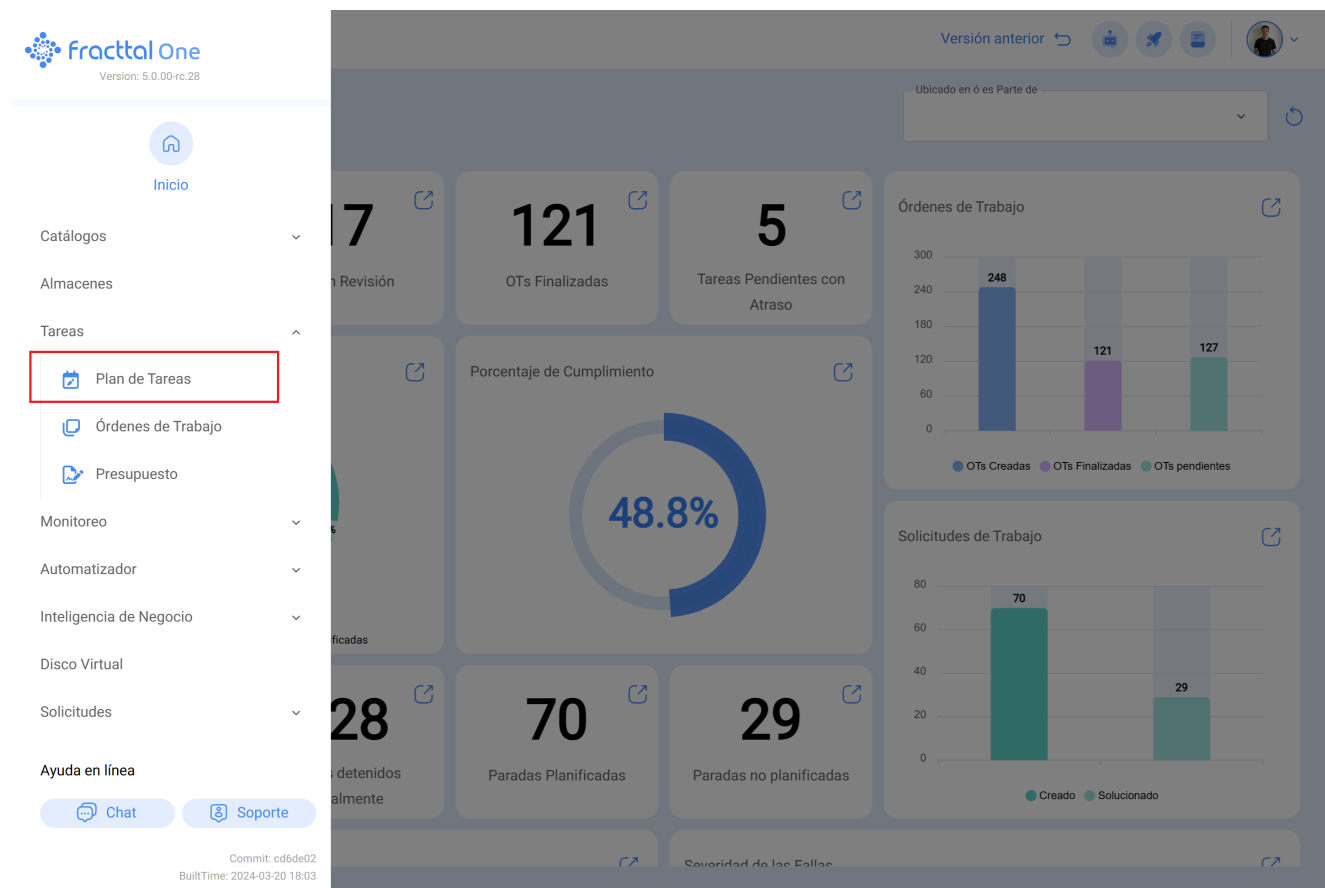 fracttal One
Version: 5.0.00-rc.28
Inicio
Catálogos
Almacenes
Tareas
Plan de Tareas
Órdenes de Trabajo
Presupuesto
Monitoreo
Automatizador
Inteligencia de Negocio
Disco Virtual
Solicitudes
Ayuda en línea
Chat
Soporte
Commit: cd6de02
BuiltTime: 2024-03-20 18:03
Versión anterior
Ubicado en ó es Parte de
17
Revisión
121
OTs Finalizadas
5
Tareas Pendientes con
Atraso
Órdenes de Trabajo
300
240
180
120
60
0
248
121
127
OTs Creadas
OTs Finalizadas
OTs pendientes
%
ficadas
Porcentaje de Cumplimiento
48.8%
Solicitudes de Trabajo
80
60
40
20
0
70
29
Creado
Solucionado
28
detenidos
almente
70
Paradas Planificadas
29
Paradas no planificadas
Severidad de las Fallas